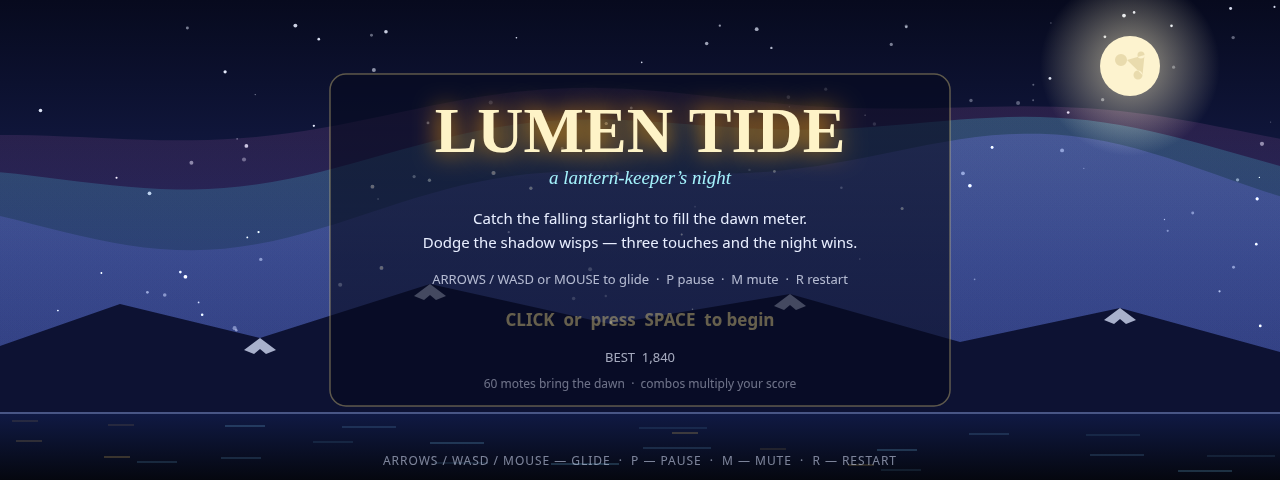 LUMEN TIDE
a lantern-keeper’s night
Catch the falling starlight to fill the dawn meter.
Dodge the shadow wisps — three touches and the night wins.
ARROWS / WASD or MOUSE to glide · P pause · M mute · R restart
CLICK or press SPACE to begin
BEST 1,840
60 motes bring the dawn · combos multiply your score
ARROWS / WASD / MOUSE — GLIDE · P — PAUSE · M — MUTE · R — RESTART